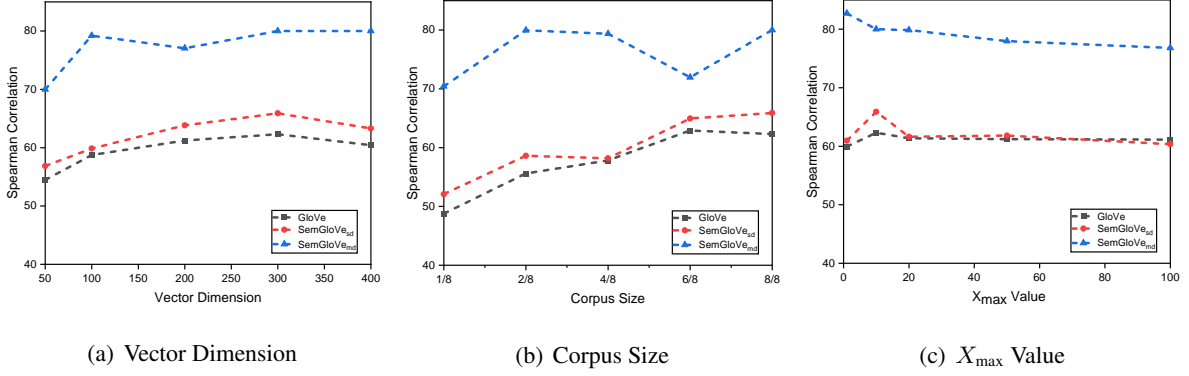 80
70
60
50
40
Spearman Correlation
50 100 150 200 250 300 350 400
Vector Dimension
GloVe
SemGloVe_sd
SemGloVe_md
(a) Vector Dimension
80
70
60
50
40
Spearman Correlation
1/8 2/8 4/8 6/8 8/8
Corpus Size
GloVe
SemGloVe_sd
SemGloVe_md
(b) Corpus Size
80
70
60
50
40
Spearman Correlation
0 20 40 60 80 100
X_max Value
GloVe
SemGloVe_sd
SemGloVe_md
(c) X_max Value